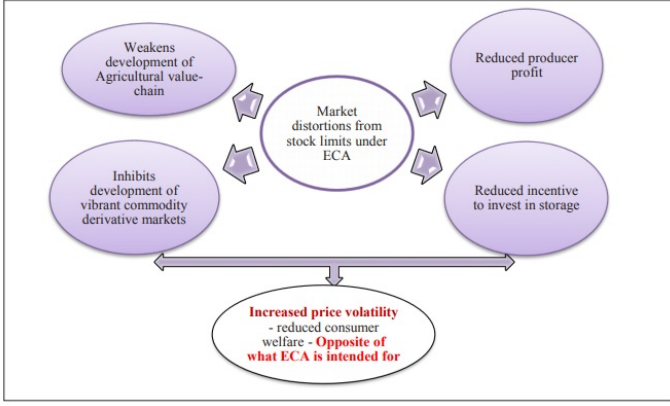 Weakens
development of
Agricultural value-
chain
Reduced producer
profit
Market
distortions from
stock limits under
ECA
Inhibits
development of
vibrant commodity
derivative markets
Reduced incentive
to invest in storage
Increased price volatility
- reduced consumer
welfare - Opposite of
what ECA is intended for